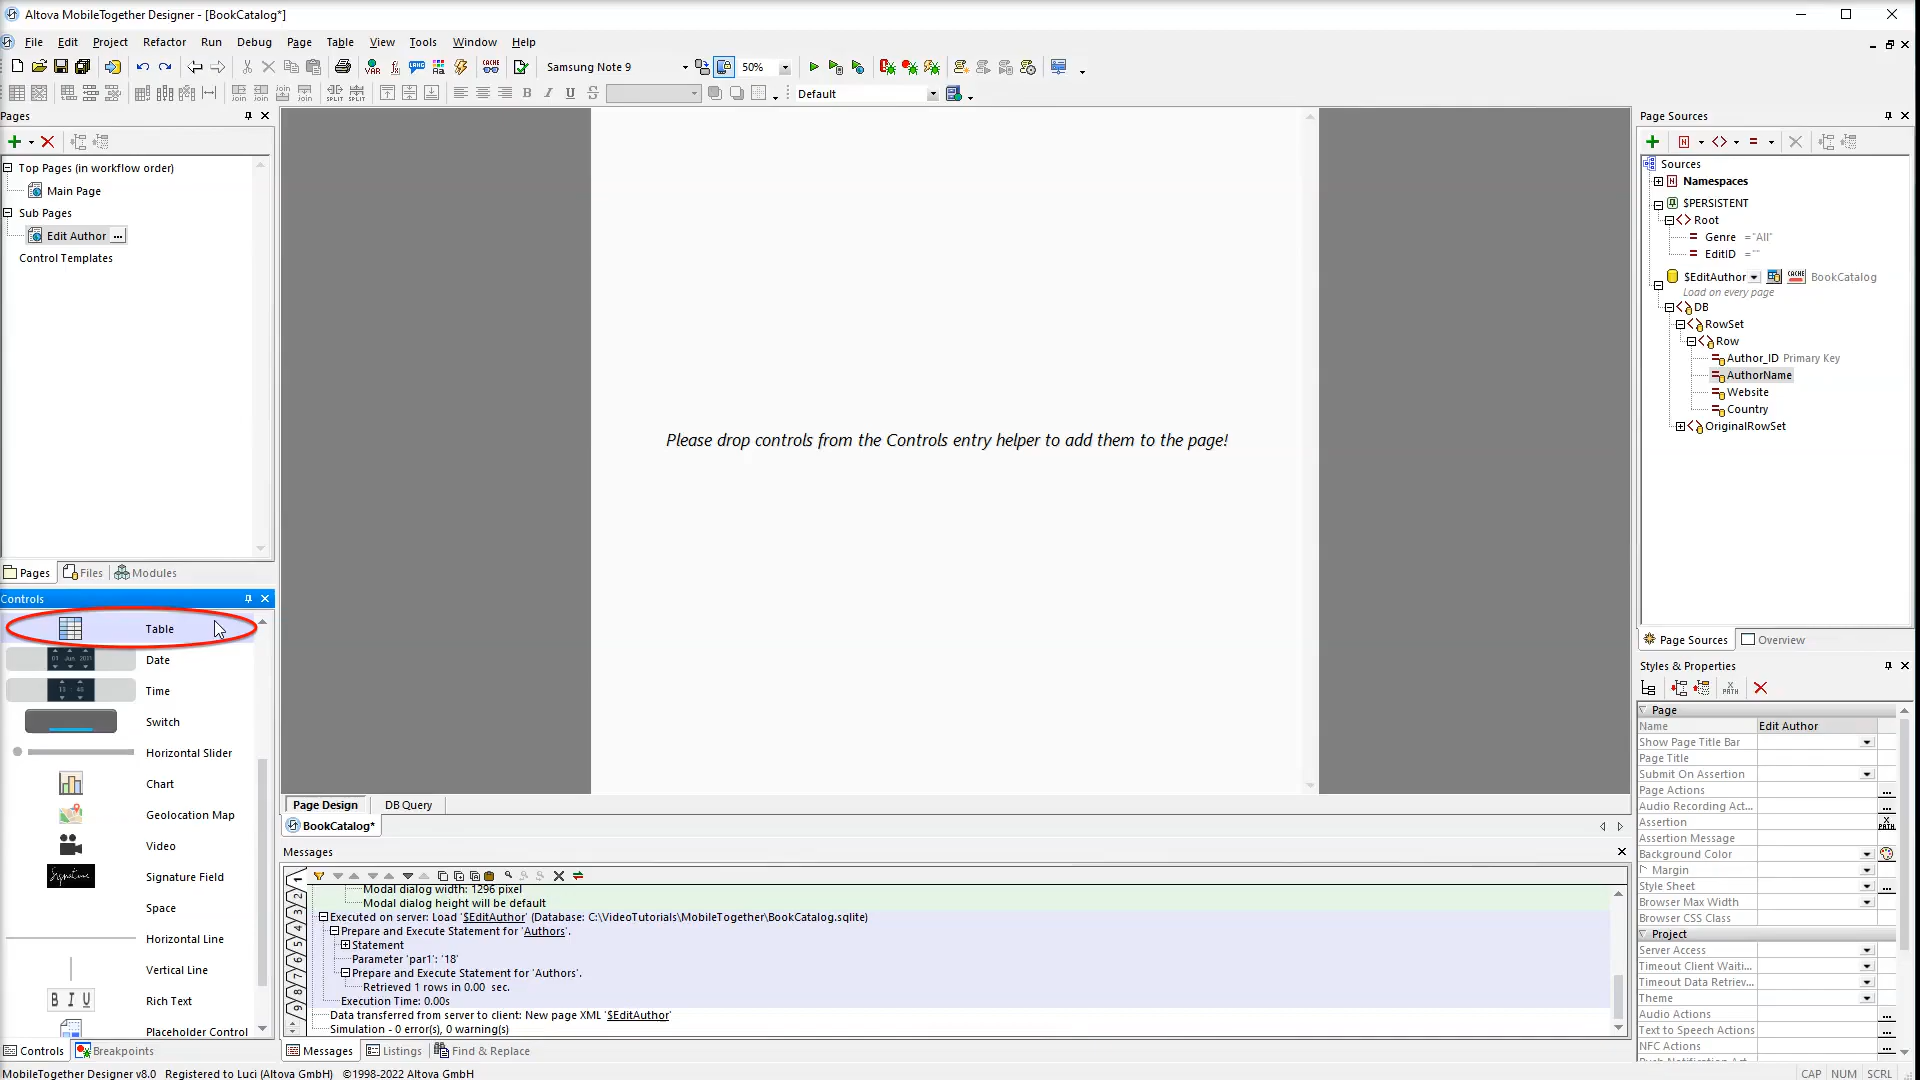 Altova MobileTogether Designer - [BookCatalog*]
File Edit Project Refactor Run Debug Page Table View Tools Window Help
Samsung Note 9 50%
Default
Pages
Top Pages (in workflow order)
Main Page
Sub Pages
Edit Author ...
Control Templates
Pages Files Modules
Controls
Table
Date
Time
Switch
Horizontal Slider
Chart
Geolocation Map
Video
Signature Field
Space
Horizontal Line
Vertical Line
B I U Rich Text
Placeholder Control
Controls Breakpoints
Please drop controls from the Controls entry helper to add them to the page!
Page Design DB Query
BookCatalog*
Messages
Modal dialog width: 1296 pixel
Modal dialog height will be default
Executed on server: Load '$EditAuthor' (Database: C:\VideoTutorials\MobileTogether\BookCatalog.sqlite)
Prepare and Execute Statement for 'Authors'.
Statement
Parameter 'par1': '18'
Prepare and Execute Statement for 'Authors'.
Retrieved 1 rows in 0.00 sec.
Execution Time: 0.00s
Data transferred from server to client: New page XML '$EditAuthor'
Simulation - 0 error(s), 0 warning(s)
Messages Listings Find & Replace
Page Sources
Sources
Namespaces
$PERSISTENT
Root
Genre ="All"
EditID =""
$EditAuthor CACHE BookCatalog
Load on every page
DB
RowSet
Row
Author_ID Primary Key
AuthorName
Website
Country
OriginalRowSet
Page Sources Overview
Styles & Properties
Page
Name Edit Author
Show Page Title Bar
Page Title
Submit On Assertion
Page Actions
Audio Recording Act...
Assertion
Assertion Message
Background Color
Margin
Style Sheet
Browser Max Width
Browser CSS Class
Project
Server Access
Timeout Client Waiti...
Timeout Data Retriev...
Theme
Audio Actions
Text to Speech Actions
NFC Actions
MobileTogether Designer v8.0 Registered to Luci (Altova GmbH) ©1998-2022 Altova GmbH CAP NUM SCRL